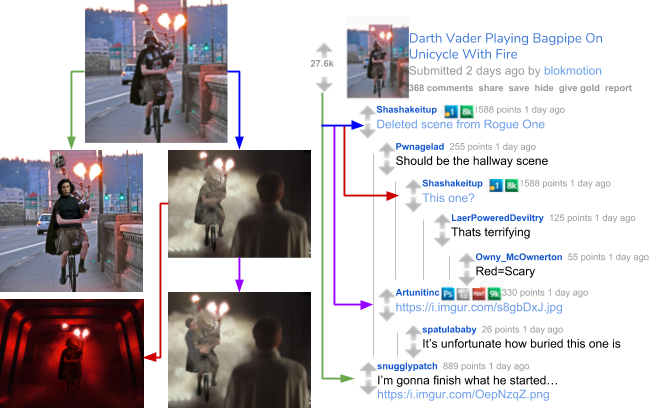 Darth Vader Playing Bagpipe On
Unicycle With Fire
27.6k
Submitted 2 days ago by blokmotion
368 comments share save hide give gold report
Shashakeitup 1 8k 1588 points 1 day ago
Deleted scene from Rogue One
Pwnagelad 255 points 1 day ago
Should be the hallway scene
Shashakeitup 1 8k 1588 points 1 day ago
This one?
LaerPoweredDeviltry 125 points 1 day ago
Thats terrifying
Owny_McOwnerton 55 points 1 day ago
Red=Scary
Artunitinc Ps 9k 330 points 1 day ago
https://i.imgur.com/s8gbDxJ.jpg
spatulababy 26 points 1 day ago
It's unfortunate how buried this one is
snugglypatch 889 points 1 day ago
I'm gonna finish what he started...
https:/i.imgur.com/OepNzqZ.png